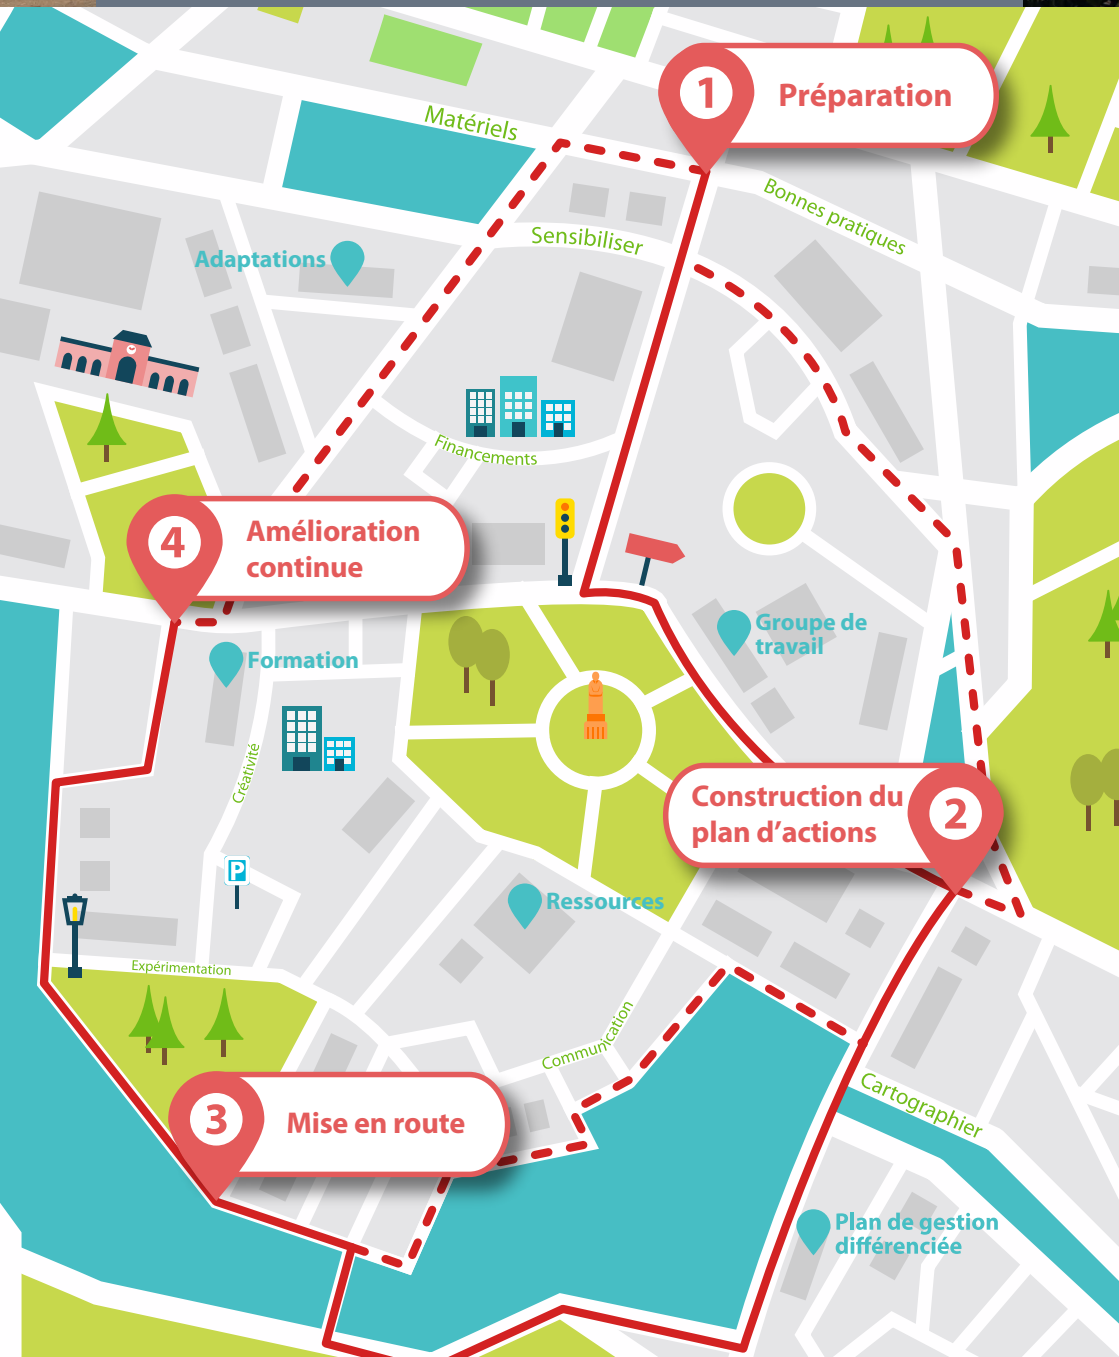 1
Préparation
Matériels
Bonnes pratiques
Sensibiliser
Adaptations
Financements
4
Amélioration
continue
Groupe de
travail
Formation
Créativité
Construction du
plan d’actions
2
P
Ressources
Expérimentation
Communication
Cartographier
3
Mise en route
Plan de gestion
différenciée